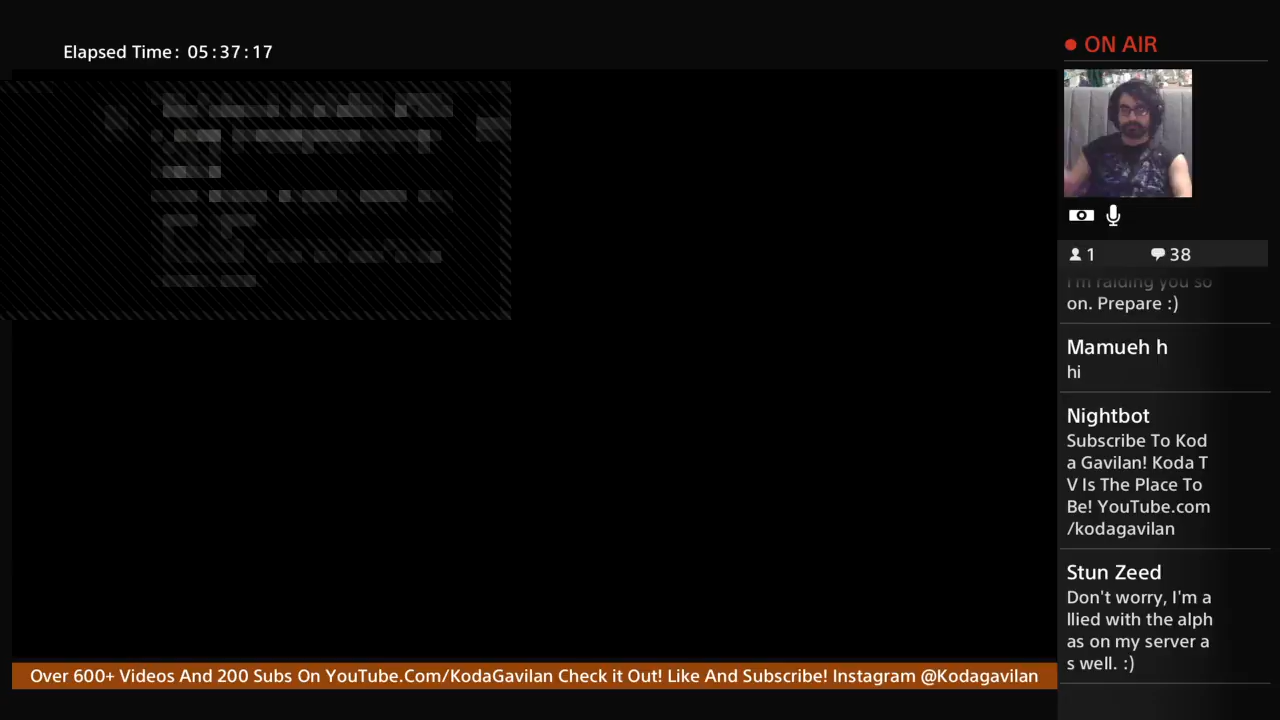 Elapsed Time: 05:37:17
ON AIR
1 38
I'm raiding you so
on. Prepare :)
Mamueh h
hi
Nightbot
Subscribe To Kod
a Gavilan! Koda T
V Is The Place To
Be! YouTube.com
/kodagavilan
Stun Zeed
Don't worry, I'm a
llied with the alph
as on my server a
s well. :)
Over 600+ Videos And 200 Subs On YouTube.Com/KodaGavilan Check it Out! Like And Subscribe! Instagram @Kodagavilan